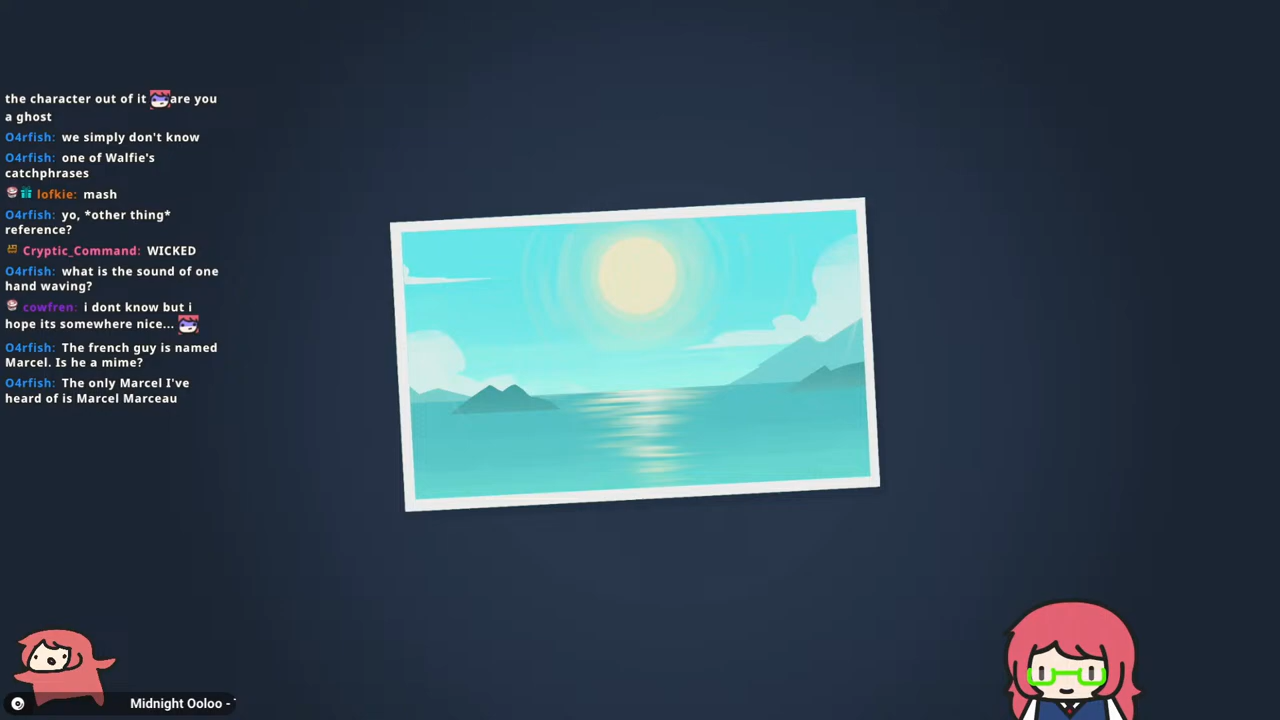 the character out of it are you
a ghost
O4rfish: we simply don't know
O4rfish: one of Walfie's
catchphrases
lofkie: mash
O4rfish: yo, *other thing*
reference?
Cryptic_Command: WICKED
O4rfish: what is the sound of one
hand waving?
cowfren: i dont know but i
hope its somewhere nice...
O4rfish: The french guy is named
Marcel. Is he a mime?
O4rfish: The only Marcel I've
heard of is Marcel Marceau
Midnight Ooloo -